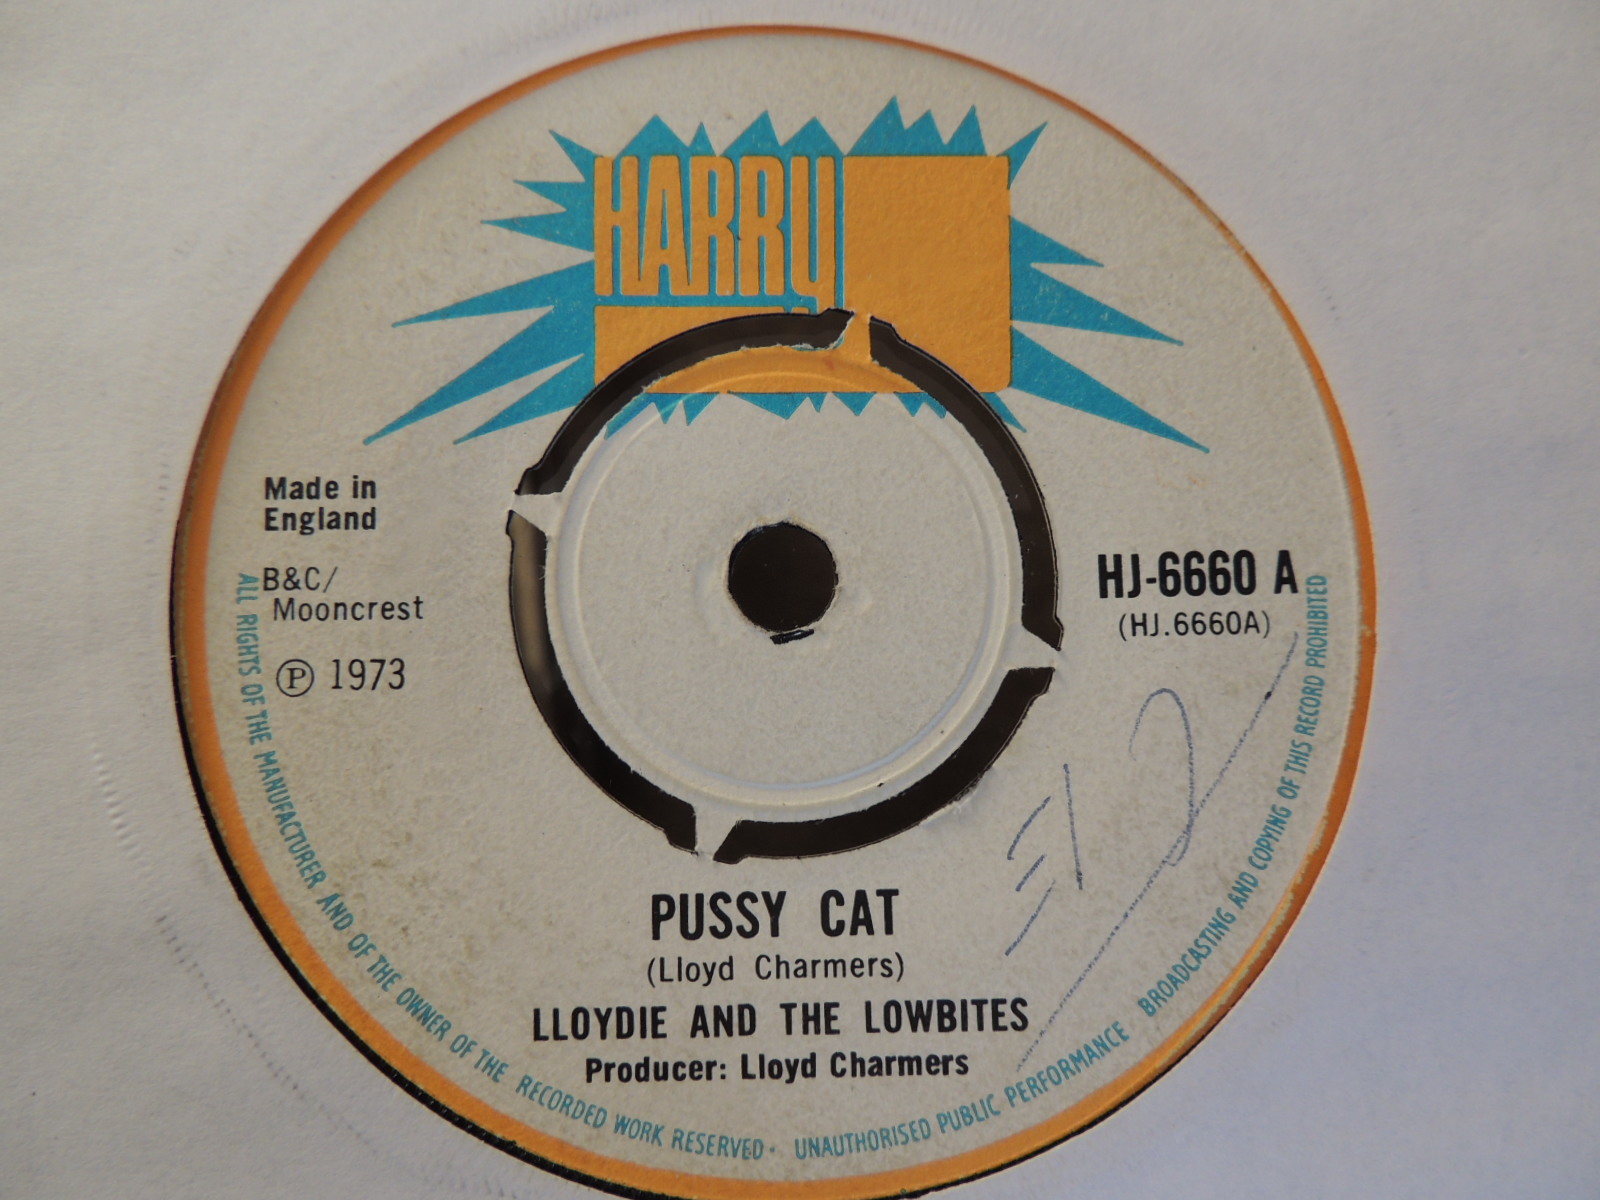 HARRY
Made in
England
B&C/
Mooncrest
Ⓟ 1973
HJ-6660 A
(HJ.6660A)
PUSSY CAT
(Lloyd Charmers)
LLOYDIE AND THE LOWBITES
Producer: Lloyd Charmers
ALL RIGHTS OF THE MANUFACTURER AND OF THE OWNER OF THE RECORDED WORK RESERVED · UNAUTHORISED PUBLIC PERFORMANCE BROADCASTING AND COPYING OF THIS RECORD PROHIBITED